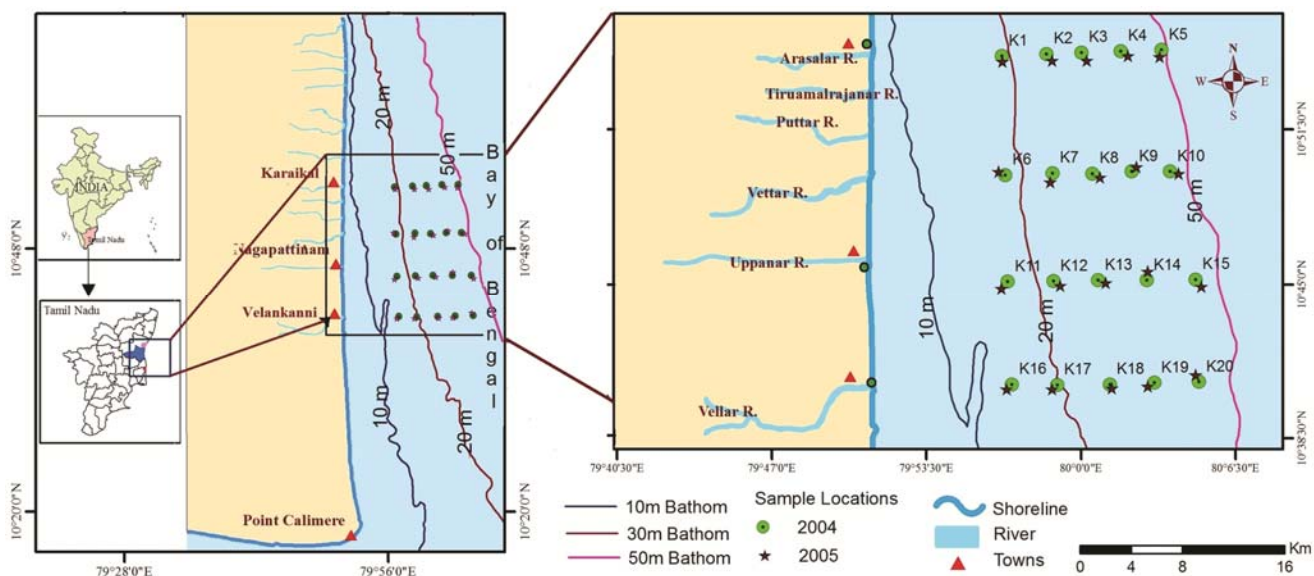 INDIA
Tamil Nadu
Tamil Nadu
Karaikal
Nagapattinam
Velankanni
Point Calimere
20 m
50 m
10 m
20 m
Bay of Bengal
10°48'0"N
10°20'0"N
79°28'0"E
79°56'0"E
10°48'0"N
10°20'0"N
Arasalar R.
Tiruamalrajanar R.
Puttar R.
Vettar R.
Uppanar R.
Vellar R.
K1 K2 K3 K4 K5
K6 K7 K8 K9 K10
K11 K12 K13 K14 K15
K16 K17 K18 K19 K20
10 m
20 m
50 m
N
W E
S
10°51'30"N
10°38'30"N
79°40'30"E 79°47'0"E 79°53'30"E 80°0'0"E 80°6'30"E
10m Bathom
30m Bathom
50m Bathom
Sample Locations
2004
2005
Shoreline
River
Towns
Km
0 4 8 16